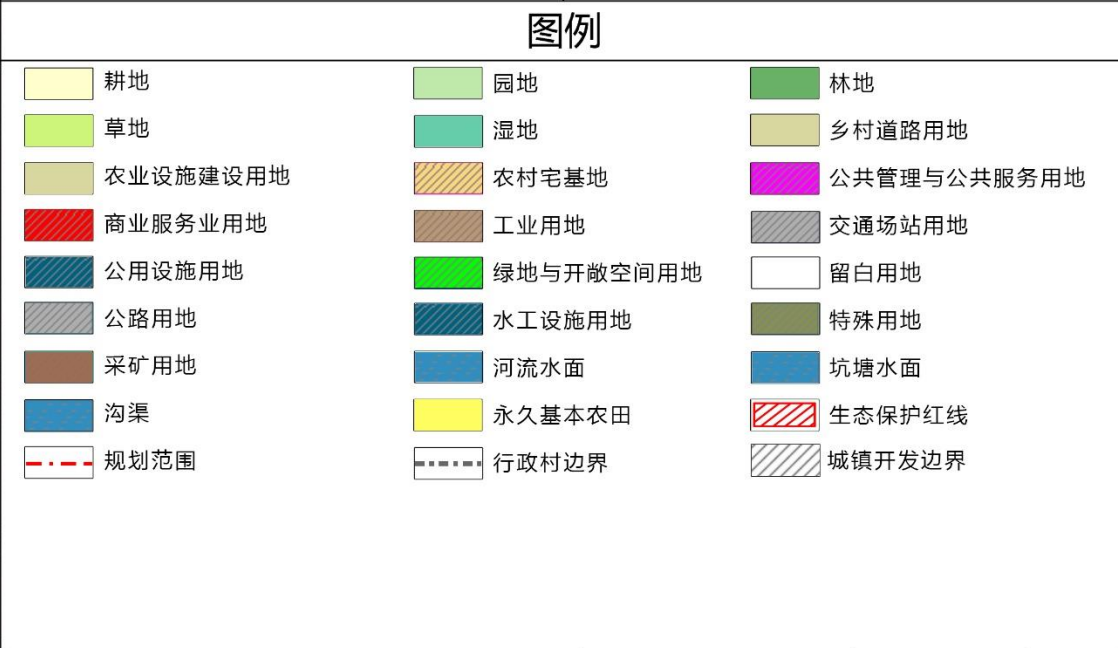 图例
耕地
园地
林地
草地
湿地
乡村道路用地
农业设施建设用地
农村宅基地
公共管理与公共服务用地
商业服务业用地
工业用地
交通场站用地
公用设施用地
绿地与开敞空间用地
留白用地
公路用地
水工设施用地
特殊用地
采矿用地
河流水面
坑塘水面
沟渠
永久基本农田
生态保护红线
规划范围
行政村边界
城镇开发边界